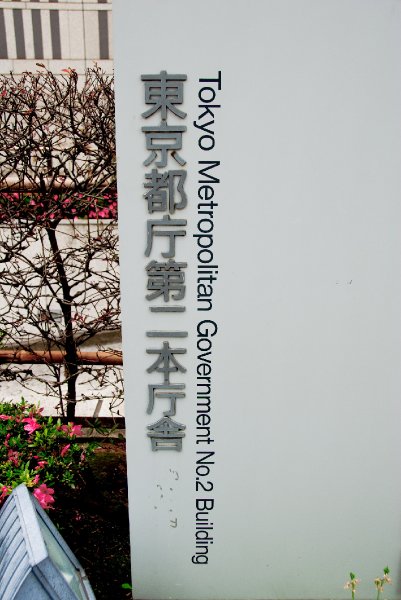 東京都庁第二本庁舎
Tokyo Metropolitan Government No.2 Building